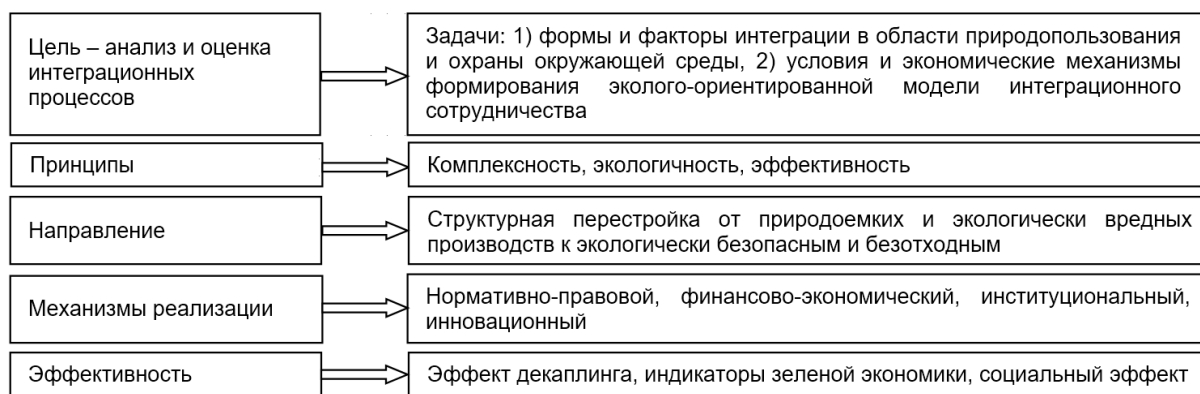 Цель – анализ и оценка
интеграционных
процессов
Задачи: 1) формы и факторы интеграции в области природопользования
и охраны окружающей среды, 2) условия и экономические механизмы
формирования эколого-ориентированной модели интеграционного
сотрудничества
Принципы
Комплексность, экологичность, эффективность
Направление
Структурная перестройка от природоемких и экологически вредных
производств к экологически безопасным и безотходным
Механизмы реализации
Нормативно-правовой, финансово-экономический, институциональный,
инновационный
Эффективность
Эффект декаплинга, индикаторы зеленой экономики, социальный эффект